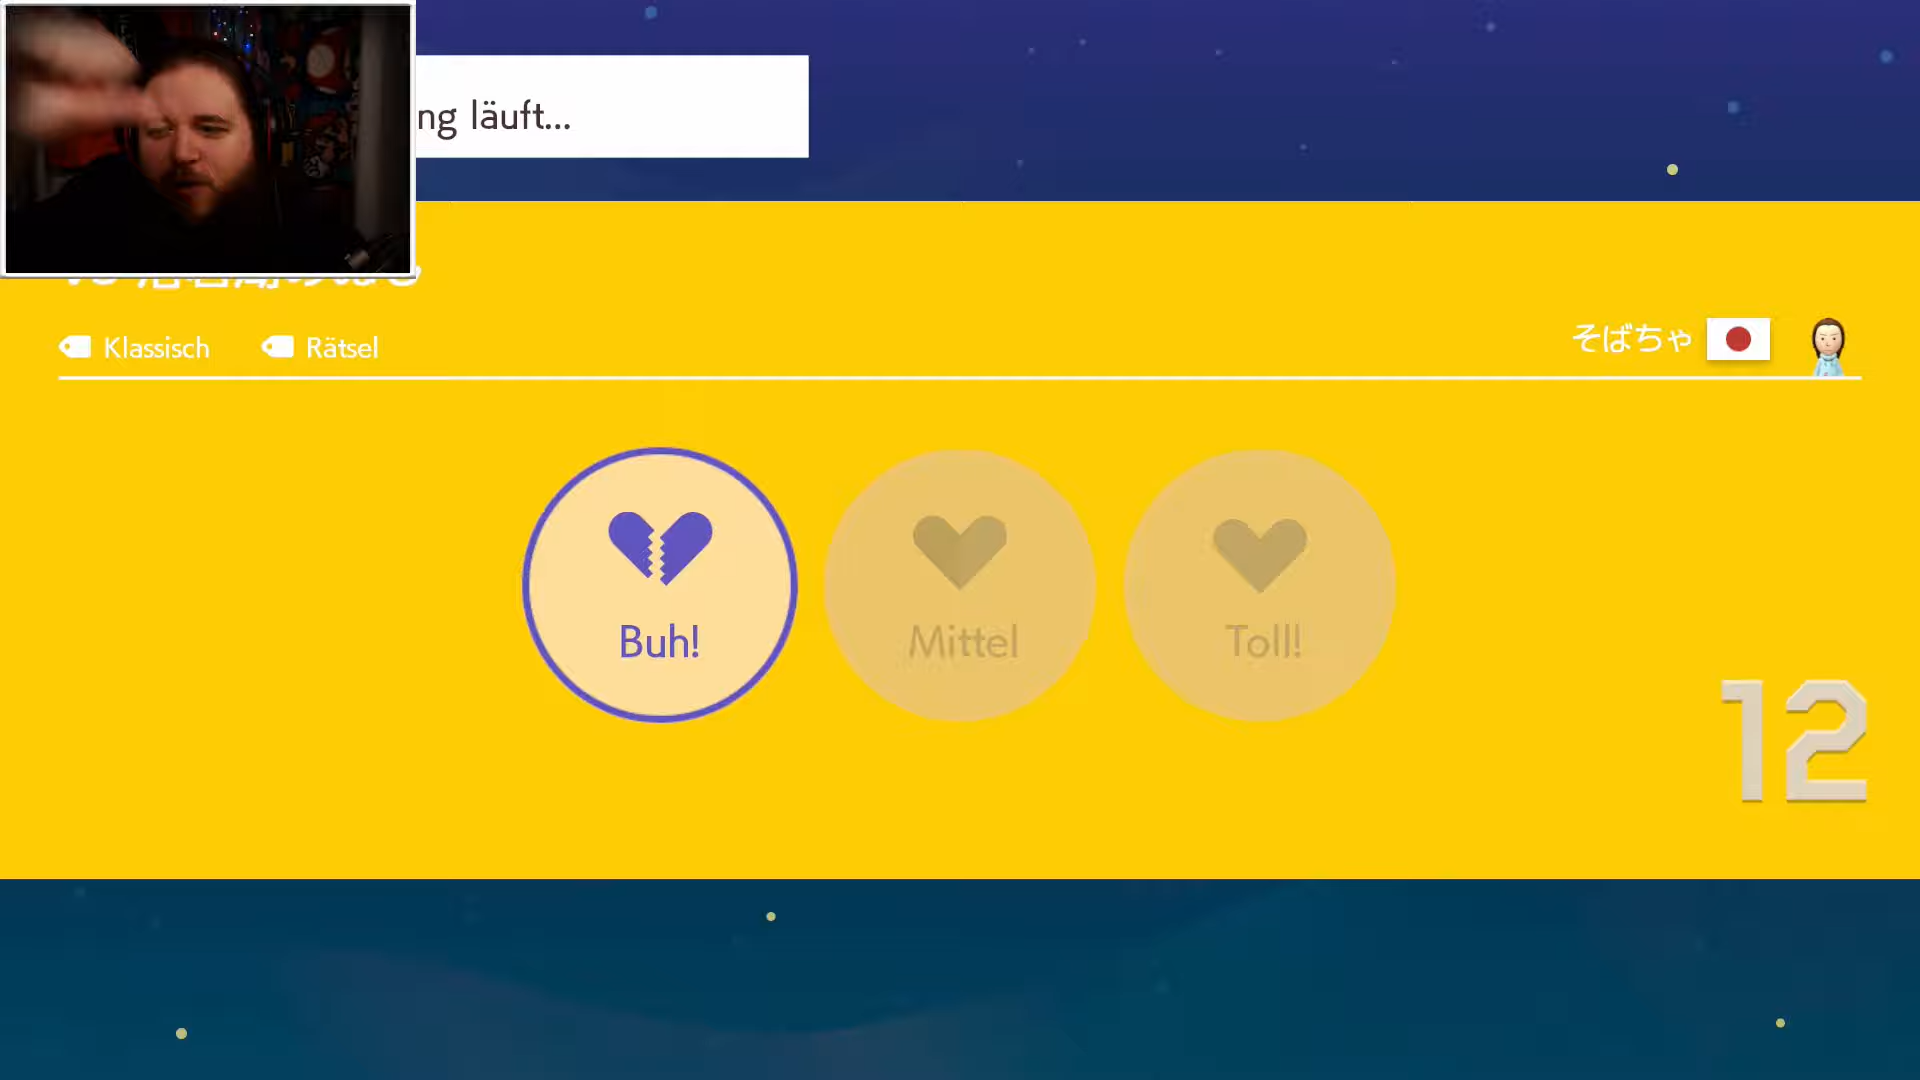 ng läuft...
Klassisch
Rätsel
そばちゃ
Buh!
Mittel
Toll!
12